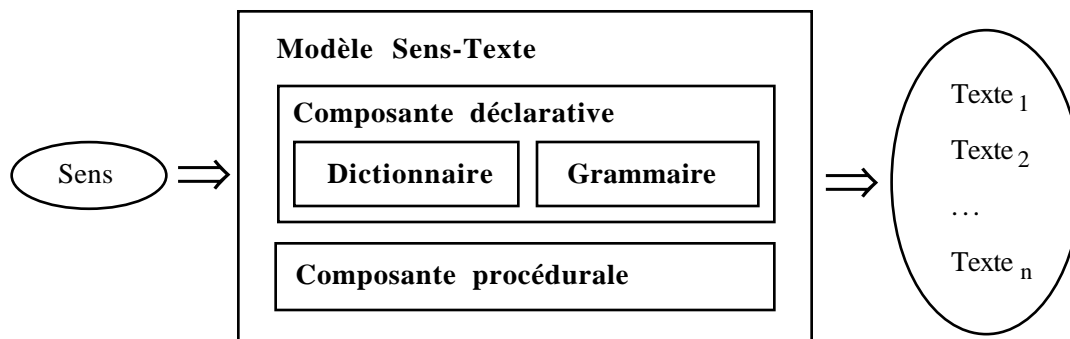 Modèle Sens-Texte
Composante déclarative
Dictionnaire
Grammaire
Composante procédurale
Sens
Texte 1
Texte 2
...
Texte n